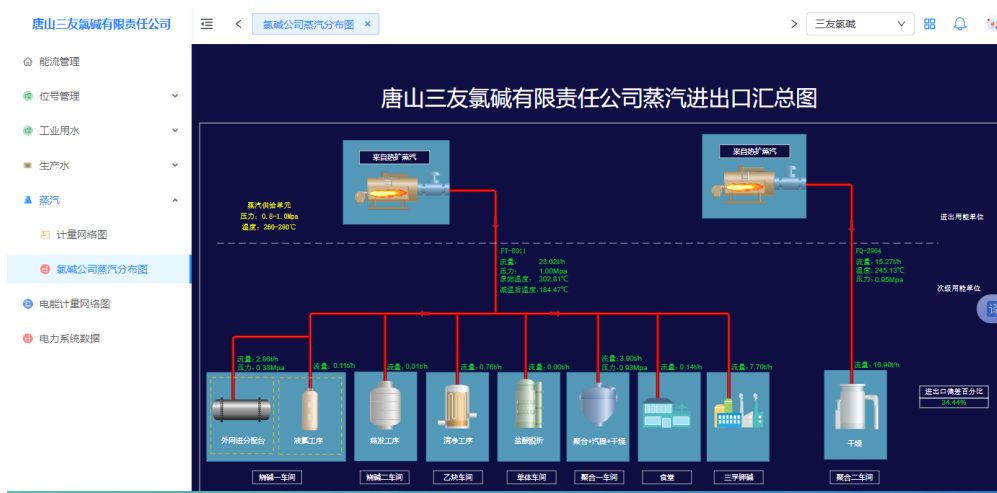 唐山三友氯碱有限责任公司
氯碱公司蒸汽分布图 ×
三友氯碱
能流管理
位号管理
工业用水
生产水
蒸汽
计量网络图
氯碱公司蒸汽分布图
电能计量网络图
电力系统数据
唐山三友氯碱有限责任公司蒸汽进出口汇总图
来自热扩蒸汽
来自热扩蒸汽
蒸汽供给单元
压力: 0.8-1.0Mpa
温度: 260-280℃
进出用能单位
FT-6011
流量: 23.62t/h
压力: 1.00Mpa
原始温度: 302.81℃
减温后温度: 184.47℃
FQ-2904
流量: 15.27t/h
温度: 245.13℃
压力: 0.95Mpa
次级用能单位
流量: 2.86t/h
压力: 0.38Mpa
流量: 0.11t/h
流量: 0.01t/h
流量: 0.76t/h
流量: 0.00t/h
流量: 3.90t/h
压力: 0.93Mpa
流量: 0.14t/h
流量: 7.70t/h
流量: 16.90t/h
进出口偏差百分比
34.44%
外网进分配台
液氯工序
蒸发工序
清净工序
盐酸脱析
聚合+汽提+干燥
三孚钾碱
干燥
烧碱一车间
烧碱二车间
乙炔车间
单体车间
聚合一车间
食堂
三孚钾碱
聚合二车间